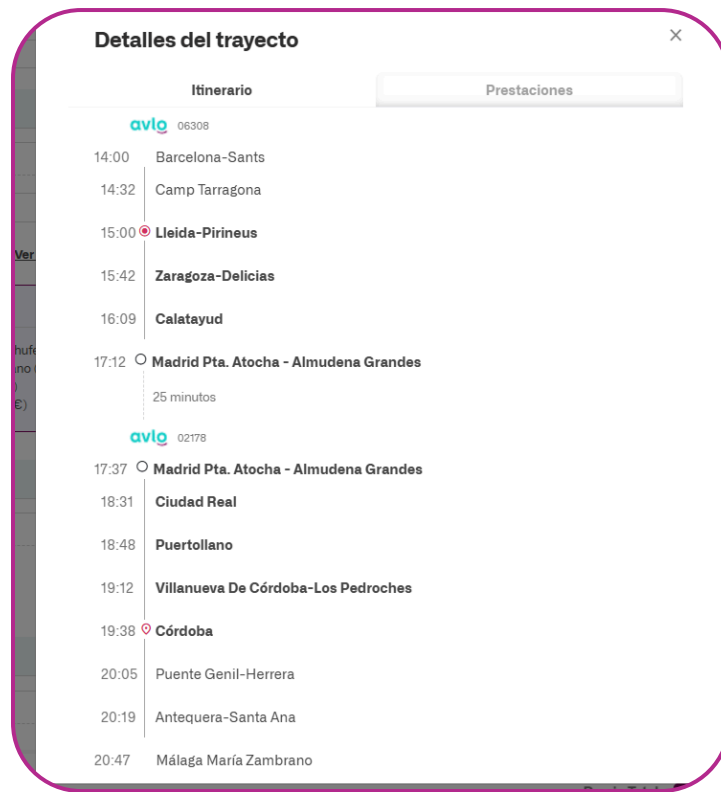 Detalles del trayecto
Itinerario
Prestaciones
avlo 06308
14:00 Barcelona-Sants
14:32 Camp Tarragona
15:00 Lleida-Pirineus
Ver
15:42 Zaragoza-Delicias
16:09 Calatayud
17:12 Madrid Pta. Atocha - Almudena Grandes
25 minutos
€)
avlo 02178
17:37 Madrid Pta. Atocha - Almudena Grandes
18:31 Ciudad Real
18:48 Puertollano
19:12 Villanueva De Córdoba-Los Pedroches
19:38 Córdoba
20:05 Puente Genil-Herrera
20:19 Antequera-Santa Ana
20:47 Málaga María Zambrano